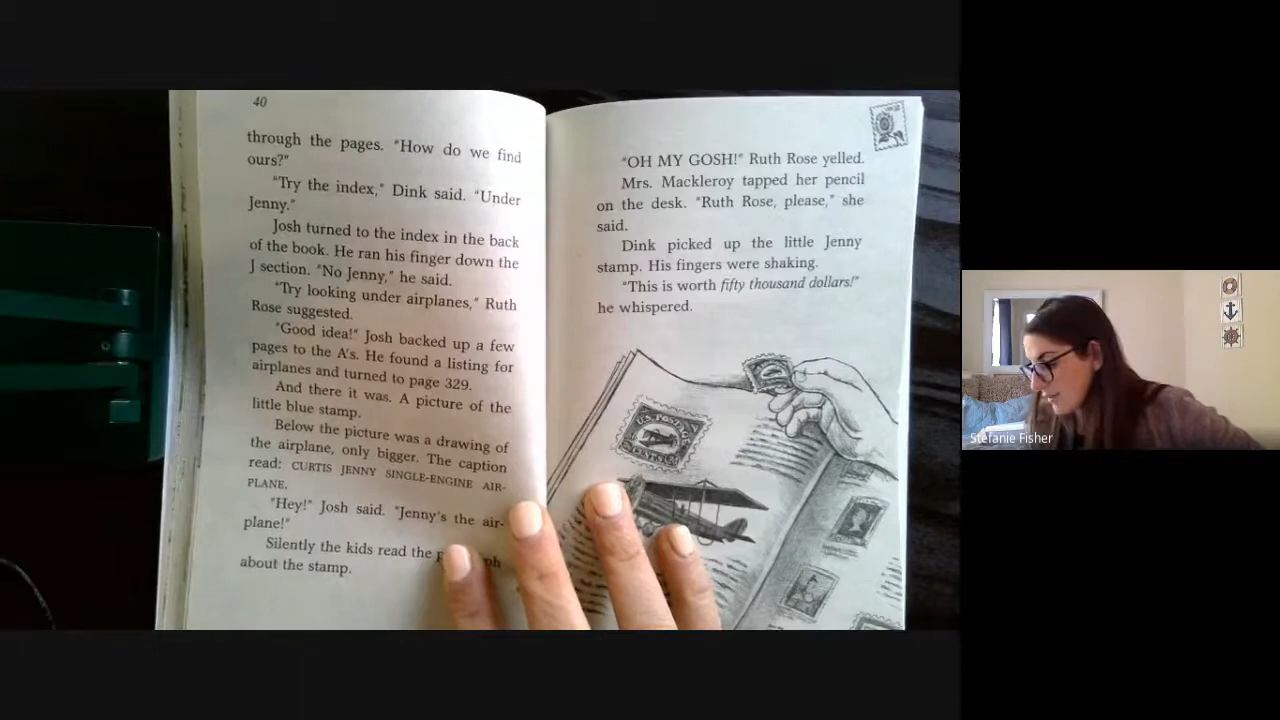 40
through the pages. "How do we find
ours?"
"Try the index," Dink said. "Under
Jenny."
Josh turned to the index in the back
of the book. He ran his finger down the
J section. "No Jenny," he said.
"Try looking under airplanes," Ruth
Rose suggested.
"Good idea!" Josh backed up a few
pages to the A's. He found a listing for
airplanes and turned to page 329.
And there it was. A picture of the
little blue stamp.
Below the picture was a drawing of
the airplane, only bigger. The caption
read: CURTIS JENNY SINGLE-ENGINE AIR-
PLANE.
"Hey!" Josh said. "Jenny's the air-
plane!"
Silently the kids read the
about the stamp.
"OH MY GOSH!" Ruth Rose yelled.
Mrs. Mackleroy tapped her pencil
on the desk. "Ruth Rose, please," she
said.
Dink picked up the little Jenny
stamp. His fingers were shaking.
"This is worth fifty thousand dollars!"
he whispered.
U.S. POSTAGE
Stefanie Fisher